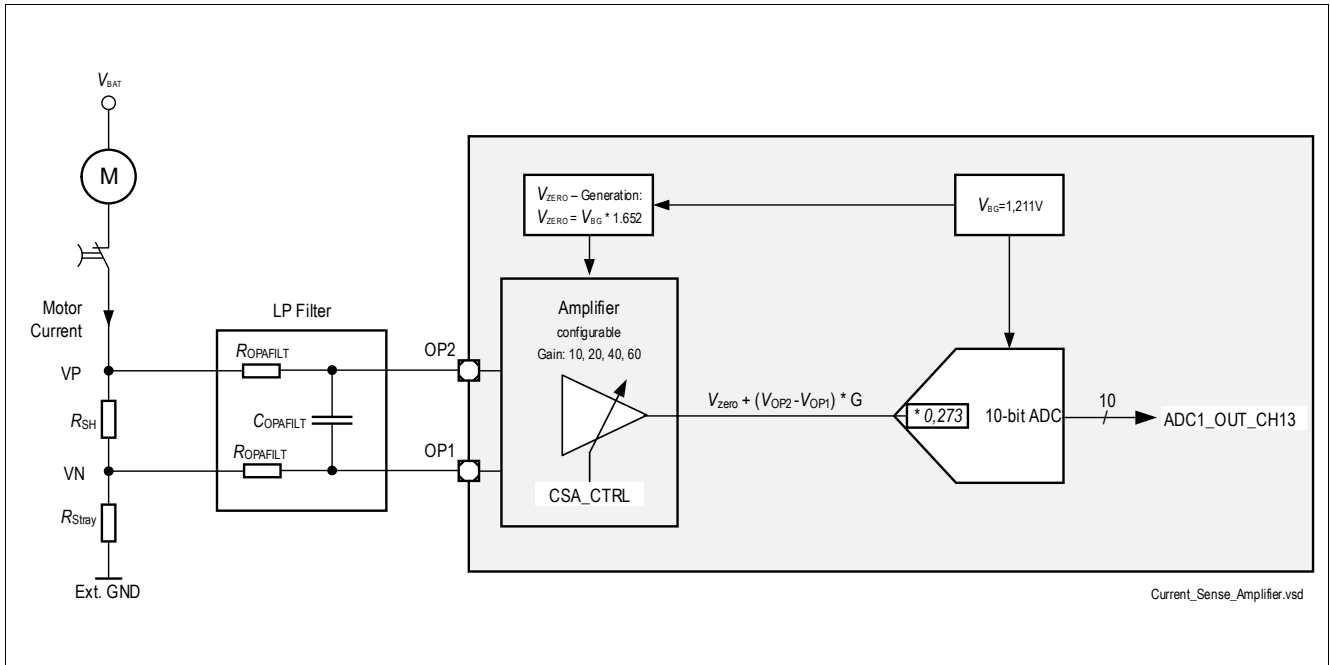 VBAT
M
Motor
Current
VP
RSH
VN
RStray
Ext. GND
LP Filter
ROPAFILT
COPAFILT
ROPAFILT
OP2
OP1
VZERO – Generation:
VZERO = VBG * 1.652
VBG=1,211V
Amplifier
configurable
Gain: 10, 20, 40, 60
CSA_CTRL
Vzero + (VOP2-VOP1) * G
* 0,273
10-bit ADC
10
ADC1_OUT_CH13
Current_Sense_Amplifier.vsd